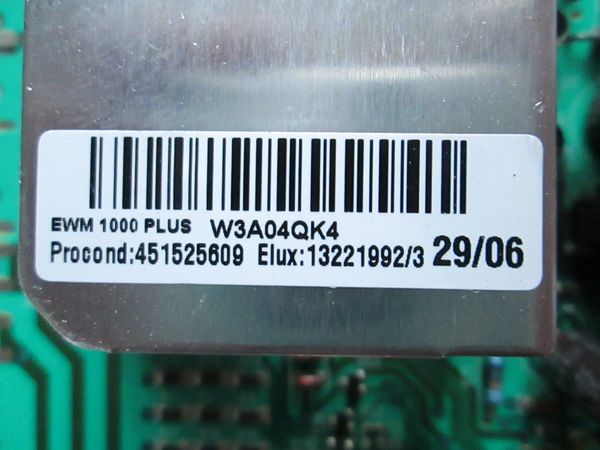 EWM 1000 PLUS W3A04QK4
Procond:451525609 Elux:13221992/3 29/06